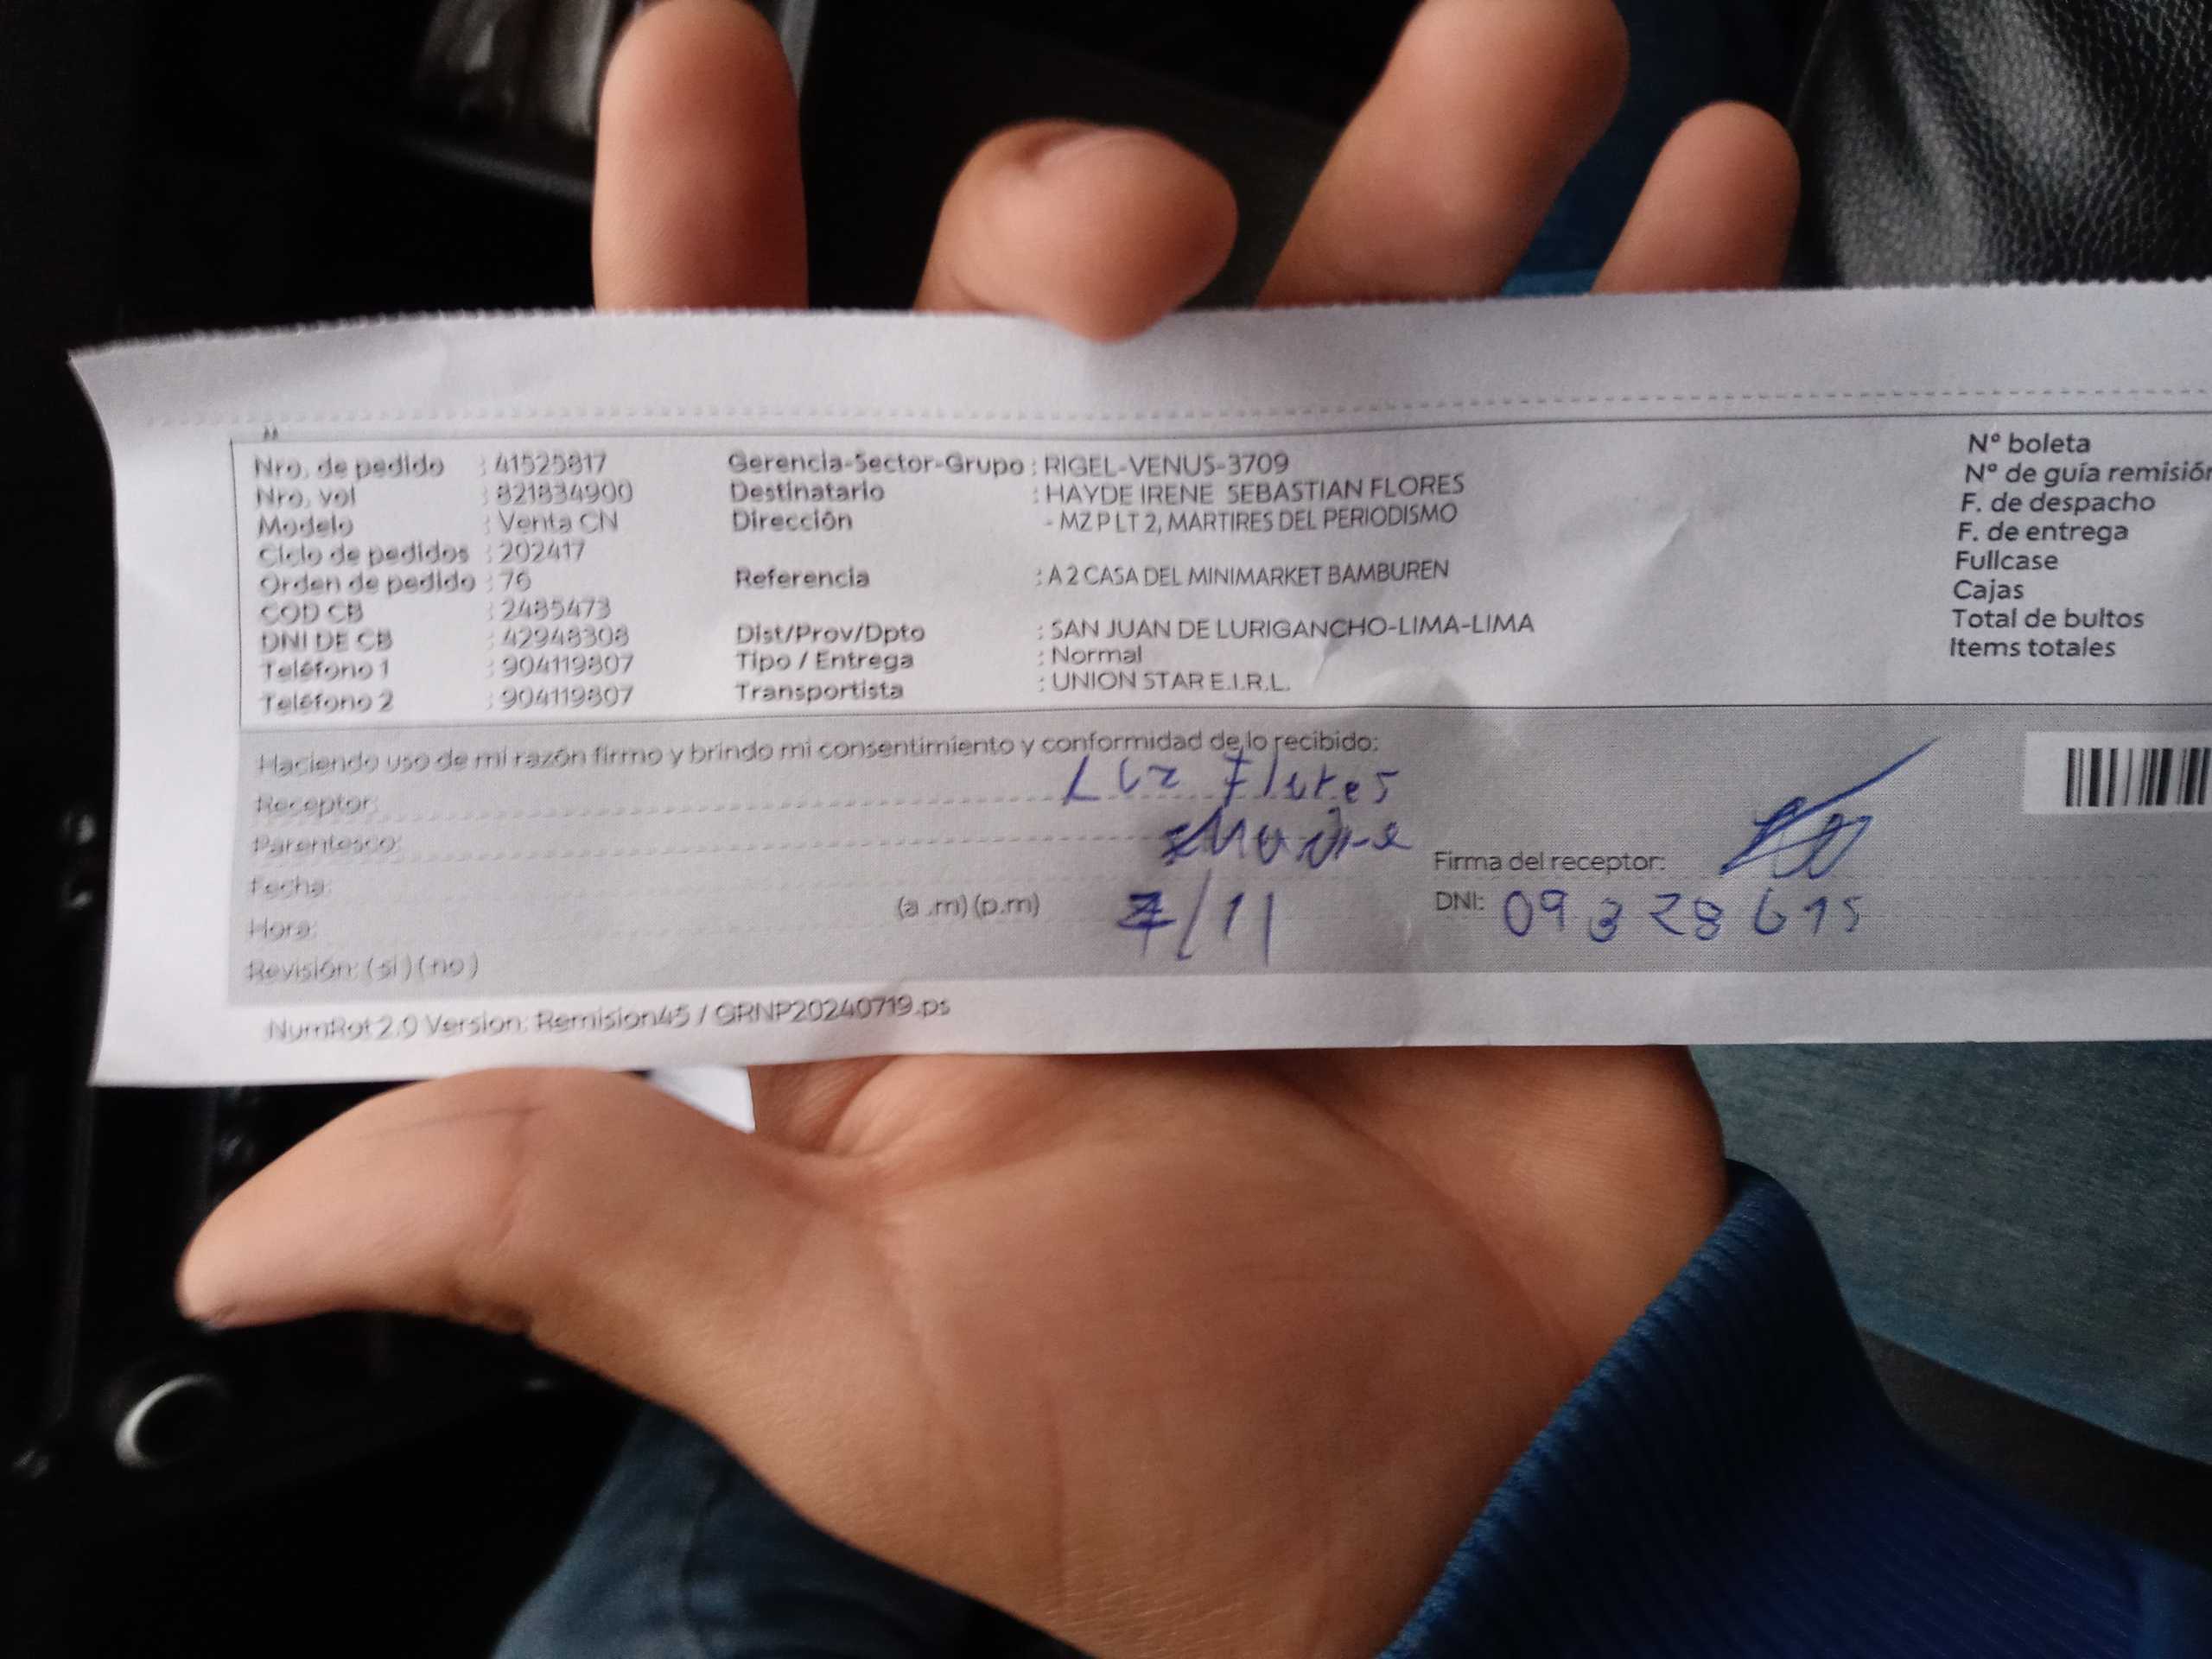 Nro. de pedido : 41525817
Nro. vol : 821834900
Modelo : Venta CN
Ciclo de pedidos : 202417
Orden de pedido : 76
COD CB : 2485473
DNI DE CB : 42948308
Teléfono 1 : 904119807
Teléfono 2 : 904119807
Gerencia-Sector-Grupo : RIGEL-VENUS-3709
Destinatario : HAYDE IRENE SEBASTIAN FLORES
Dirección - MZ P LT 2, MARTIRES DEL PERIODISMO
Referencia : A 2 CASA DEL MINIMARKET BAMBUREN
Dist/Prov/Dpto : SAN JUAN DE LURIGANCHO-LIMA-LIMA
Tipo / Entrega : Normal
Transportista : UNION STAR E.I.R.L.
N° boleta
N° de guía remisión
F. de despacho
F. de entrega
Fullcase
Cajas
Total de bultos
Items totales
Haciendo uso de mi razón firmo y brindo mi consentimiento y conformidad de lo recibido:
Receptor: Luz Flores
Parentesco: Madre
Fecha: 7/11
Hora: (a .m) (p.m)
Revisión: (si) (no)
Firma del receptor:
DNI: 09328615
NumRot 2.0 Version: Remision45 / GRNP20240719.ps